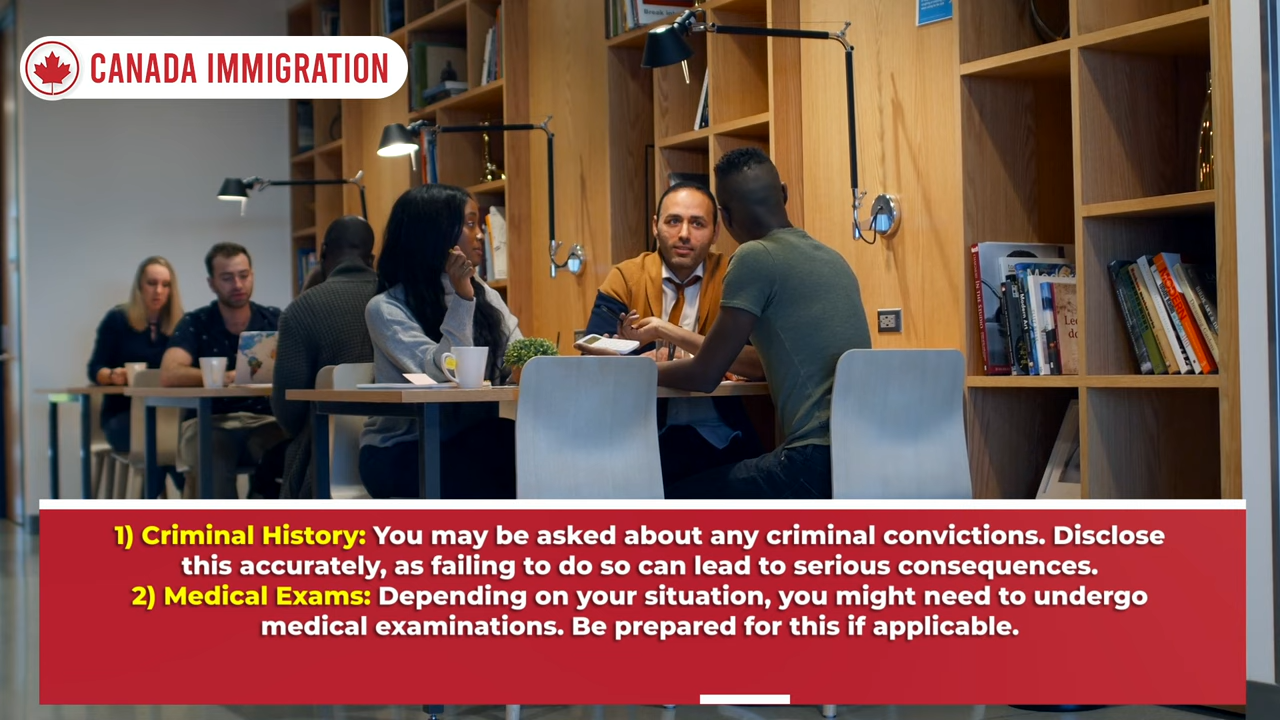 CANADA IMMIGRATION
1) Criminal History: You may be asked about any criminal convictions. Disclose
this accurately, as failing to do so can lead to serious consequences.
2) Medical Exams: Depending on your situation, you might need to undergo
medical examinations. Be prepared for this if applicable.